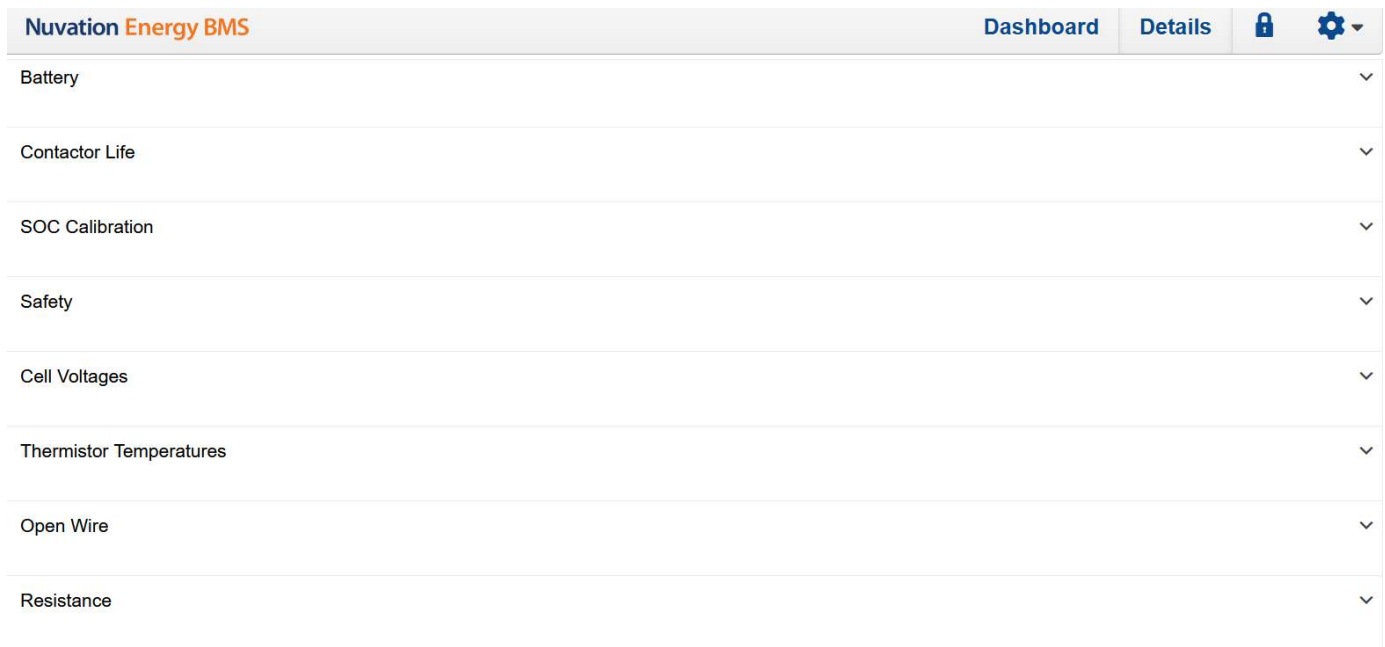 Nuvation Energy BMS Dashboard Details
Battery
Contactor Life
SOC Calibration
Safety
Cell Voltages
Thermistor Temperatures
Open Wire
Resistance